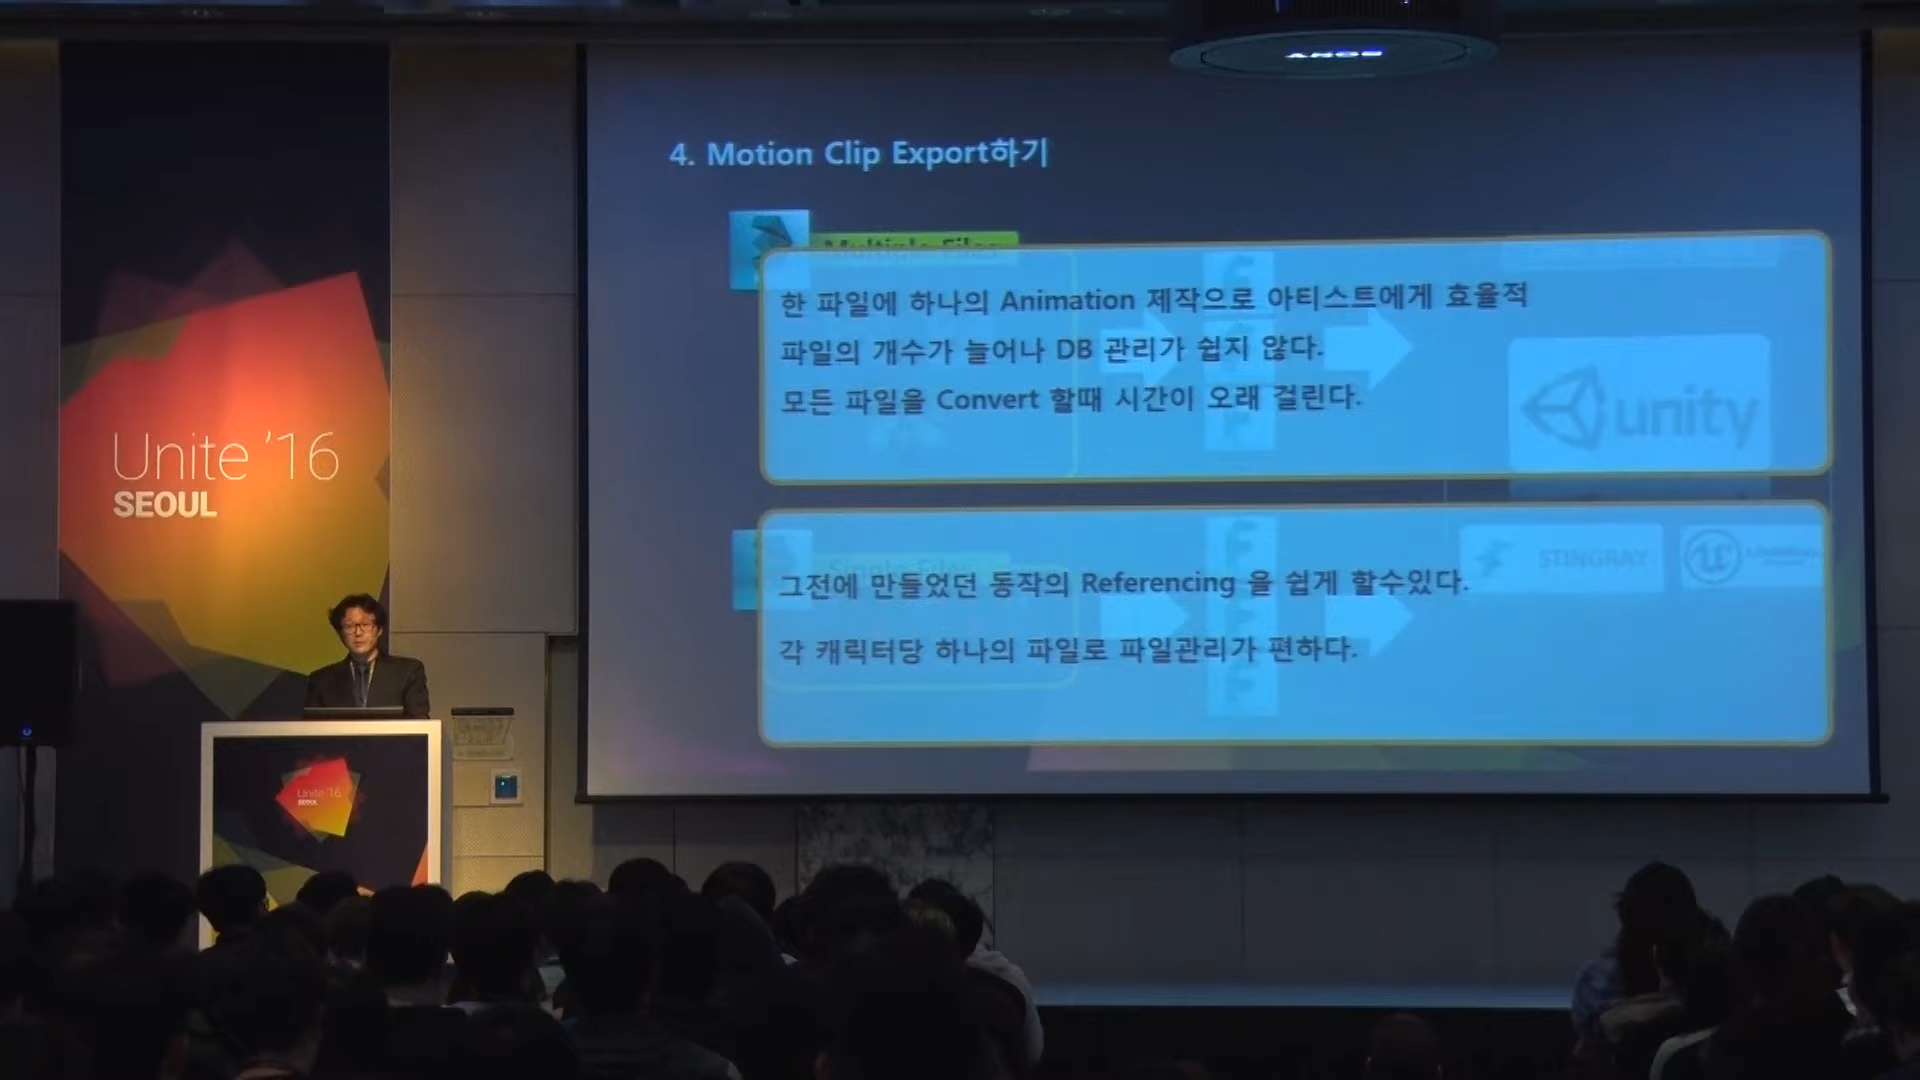 4. Motion Clip Export하기
Multiple Files
한 파일에 하나의 Animation 제작으로 아티스트에게 효율적
파일의 개수가 늘어나 DB 관리가 쉽지 않다.
모든 파일을 Convert 할때 시간이 오래 걸린다.
unity
STINGRAY
그전에 만들었던 동작의 Referencing 을 쉽게 할수있다.
각 캐릭터당 하나의 파일로 파일관리가 편하다.
Unite '16
SEOUL
Unite '16
SEOUL